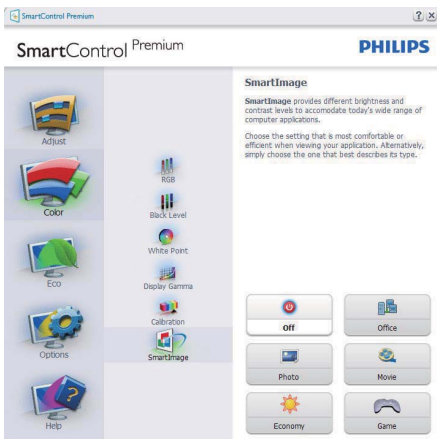 SmartControl Premium
SmartControl Premium
PHILIPS
Adjust
Color
Eco
Options
Help
RGB
Black Level
White Point
Display Gamma
Calibration
SmartImage
SmartImage
SmartImage provides different brightness and
contrast levels to accomodate today's wide range of
computer applications.
Choose the setting that is most comfortable or
efficient when viewing your application. Alternatively,
simply choose the one that best describes its type.
Off
Office
Photo
Movie
Economy
Game